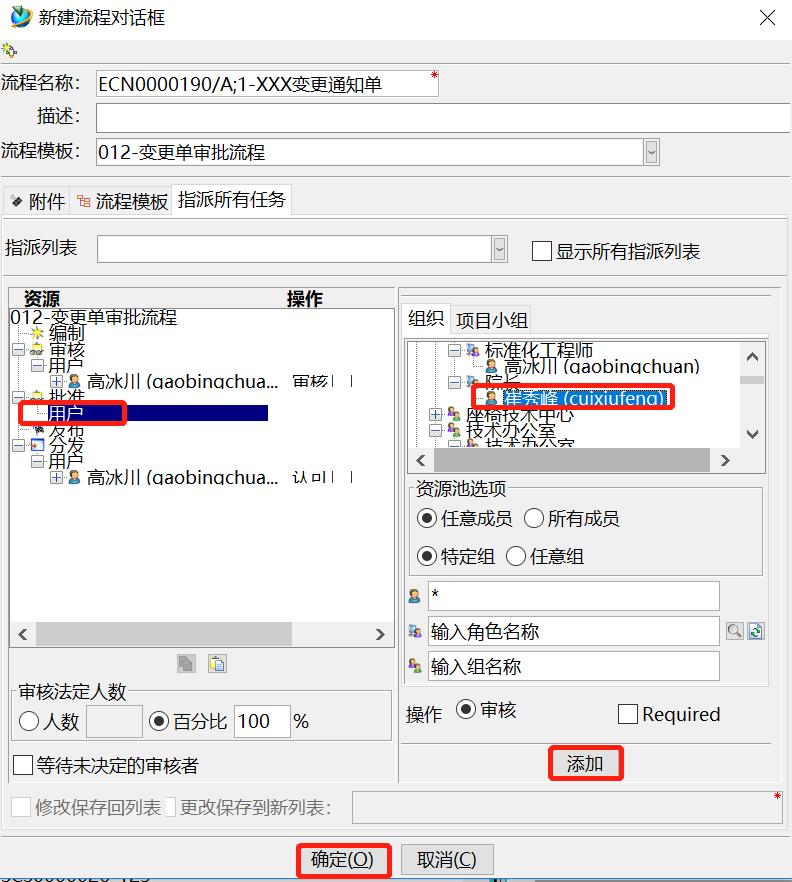 新建流程对话框
流程名称: ECN0000190/A;1-XXX变更通知单 *
描述:
流程模板: 012-变更单审批流程
附件 流程模板 指派所有任务
指派列表 显示所有指派列表
资源 操作
012-变更单审批流程
编制
审核
用户
高冰川 (gaobingchua... 审核
批准
用户
发布
分发
用户
高冰川 (gaobingchua... 认可
审核法定人数
人数 百分比 100 %
等待未决定的审核者
组织 项目小组
标准化工程师
高冰川 (gaobingchuan)
院长
崔秀峰 (cuixiufeng)
座椅技术中心
技术办公室
技术办公室
资源池选项
任意成员 所有成员
特定组 任意组
*
输入角色名称
输入组名称
操作 审核 Required
添加
修改保存回列表 更改保存到新列表: *
确定(O) 取消(C)